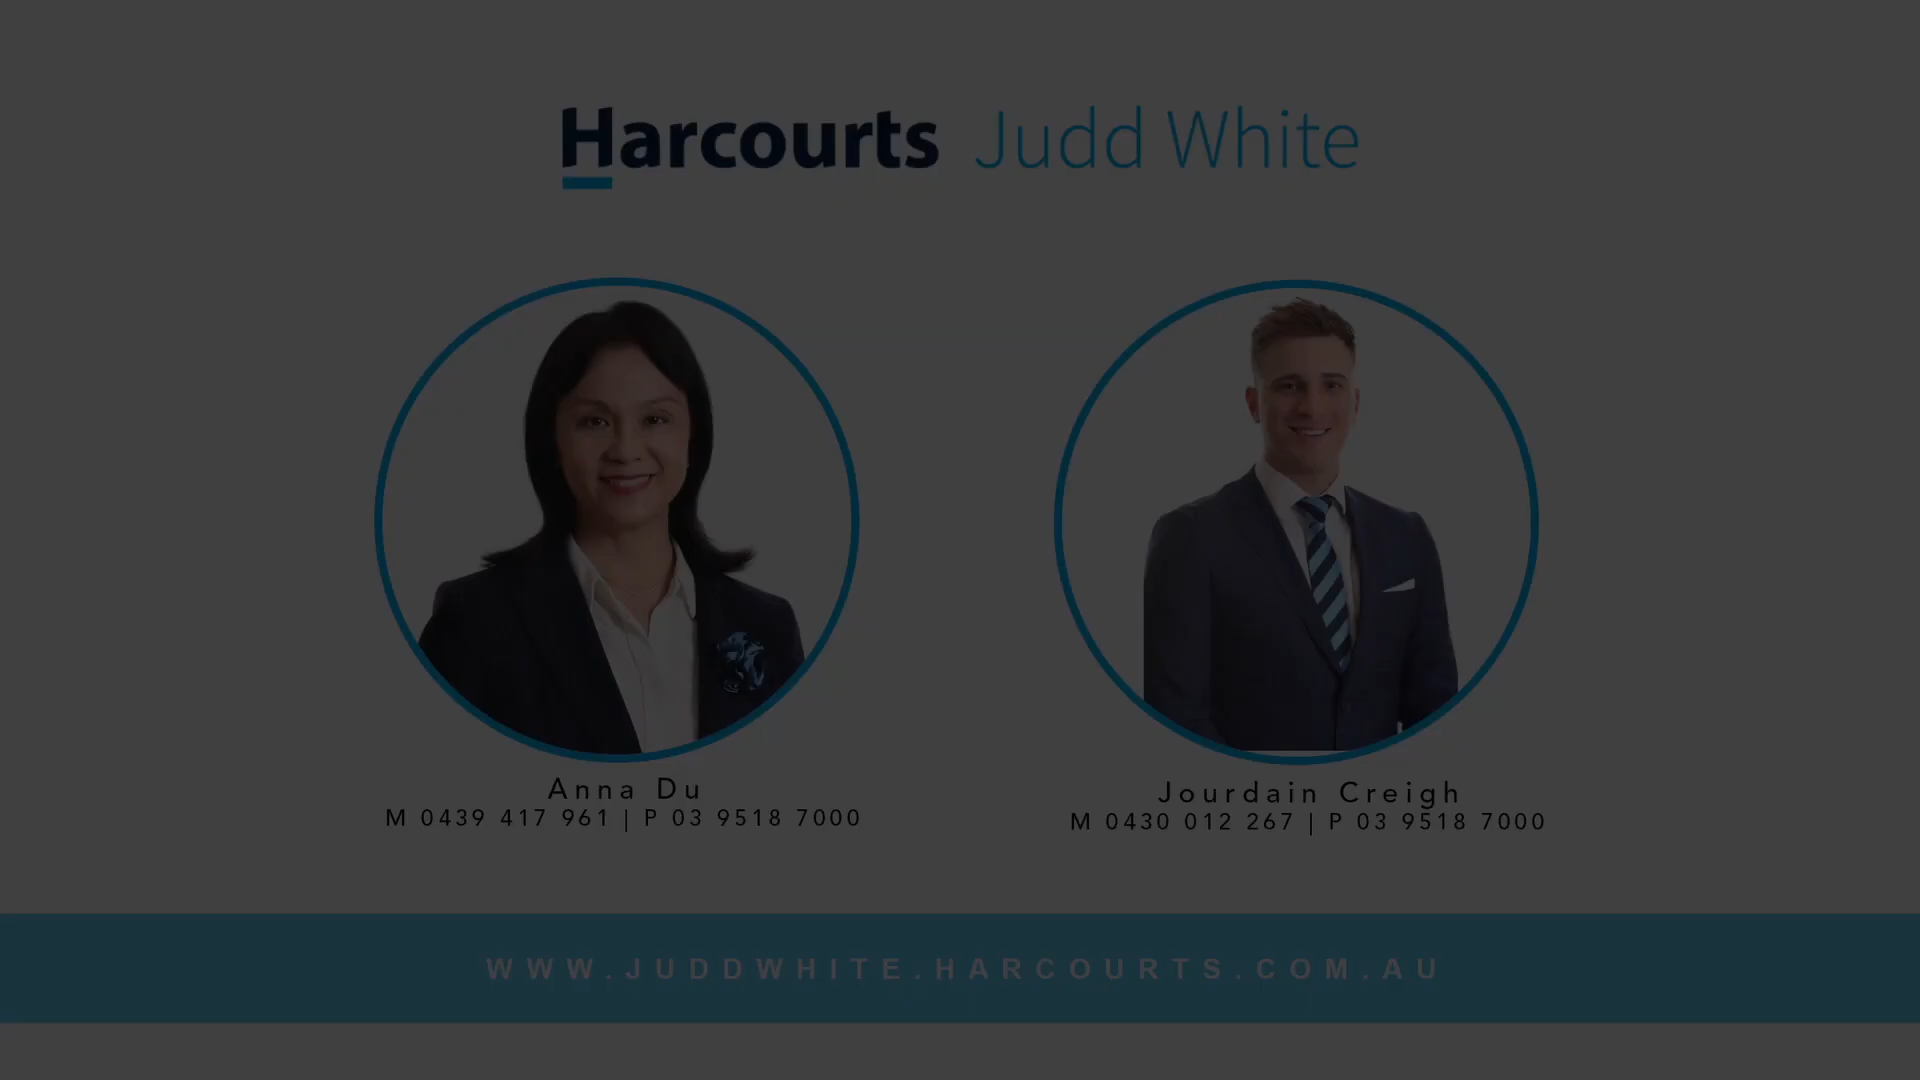 Harcourts Judd White
Anna Du
M 0439 417 961 | P 03 9518 7000
Jourdain Creigh
M 0430 012 267 | P 03 9518 7000
WWW.JUDDWHITE.HARCOURTS.COM.AU